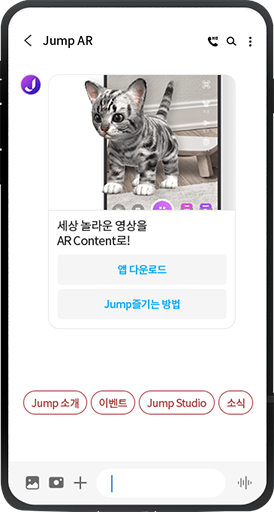 Jump AR
세상 놀라운 영상을
AR Content로!
앱 다운로드
Jump즐기는 방법
Jump 소개
이벤트
Jump Studio
소식